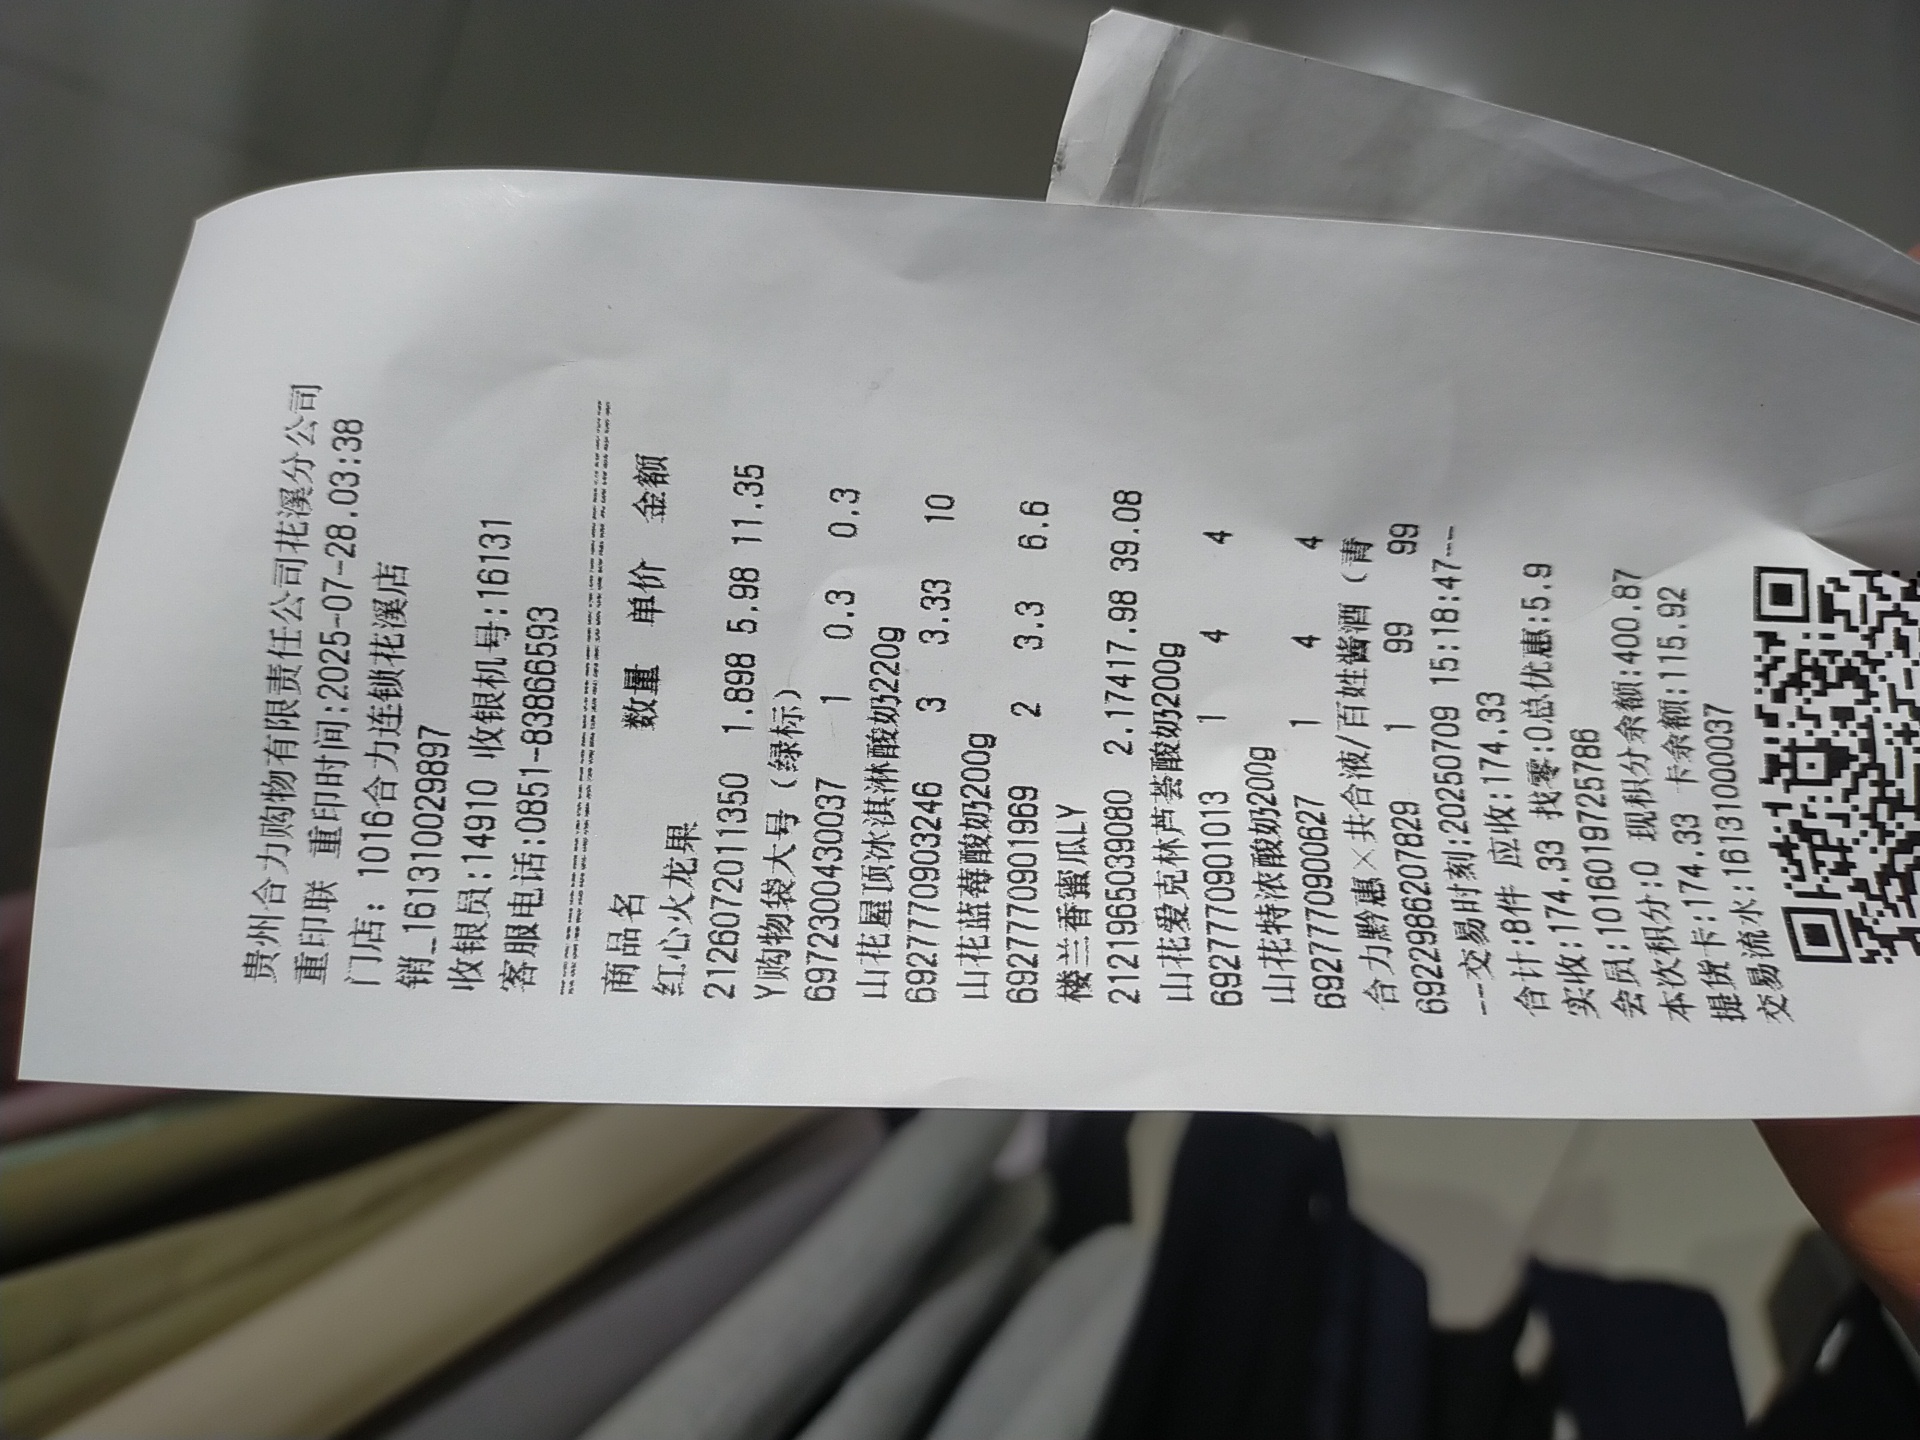 贵州合力购物有限责任公司花溪分公司
重印联 重印时间:2025-07-28.03:38
门店: 1016合力连锁花溪店
销_161310029897
收银员:14910 收银机号:16131
客服电话:0851-83866593
商品名 数量 单价 金额
红心火龙果
2126072011350 1.898 5.98 11.35
Y购物袋大号（绿标）
6972300430037 1 0.3 0.3
山花屋顶冰淇淋酸奶220g
6927770903246 3 3.33 10
山花蓝莓酸奶200g
6927770901969 2 3.3 6.6
楼兰香蜜瓜LY
2121965039080 2.17417.98 39.08
山花爱克林芦荟酸奶200g
6927770901013 1 4 4
山花特浓酸奶200g
6927770900627 1 4 4
合力黔惠×共台液/百姓酱酒（青
6922986207829 1 99 99
---交易时刻:20250709 15:18:47---
合计:8件 应收:174.33
实收:174.33 找零:0总优惠:5.9
会员:1016019725786
本次积分:0 现积分余额:400.87
提货卡:174.33 卡余额:115.92
交易流水:161310000037